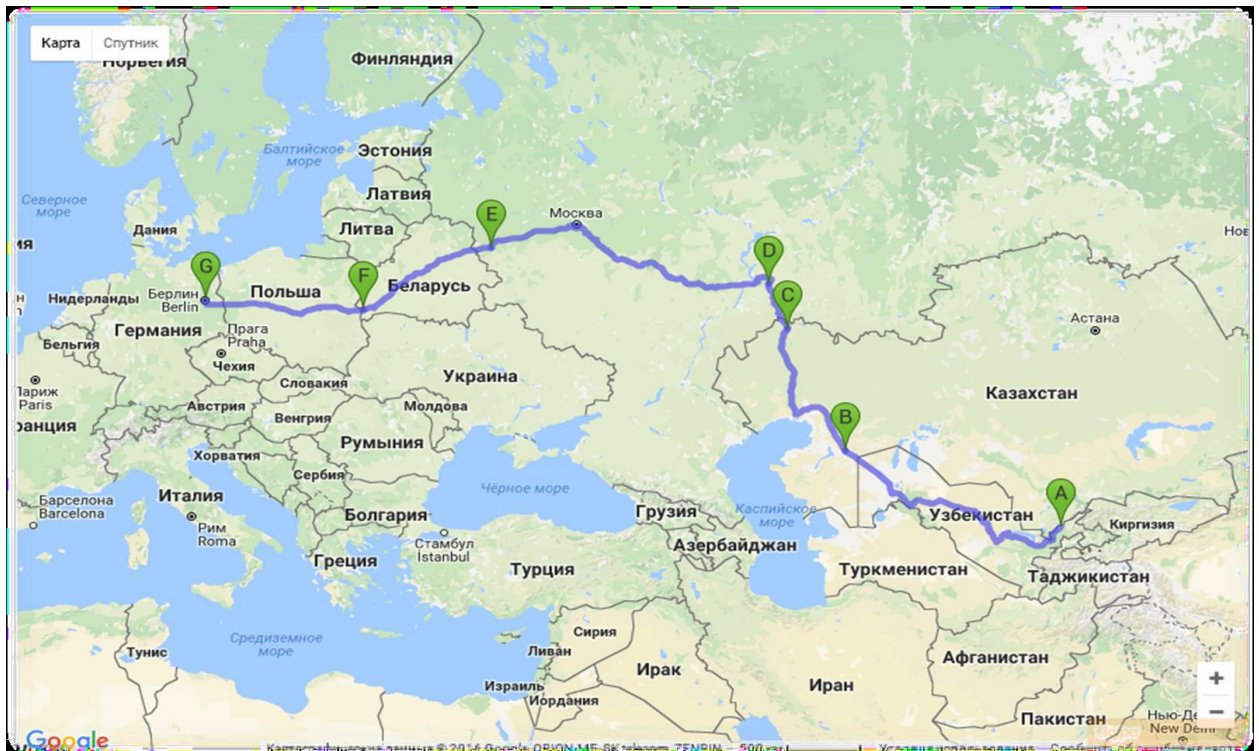 Карта Спутник
Норвегия
Финляндия
Балтийское
море
Эстония
Латвия
Северное
море
Дания
Литва
E
Москва
D
G
F
C
Нидерланды
Берлин
Berlin
Польша
Беларусь
Германия
Бельгия
Прага
Praha
Чехия
Астана
Париж
Paris
Словакия
Украина
Казахстан
Австрия
Венгрия
Молдова
B
Румыния
Хорватия
Сербия
Барселона
Barcelona
Италия
Рим
Roma
Болгария
Чёрное море
A
Грузия
Каспийское
море
Узбекистан
Киргизия
Стамбул
İstanbul
Азербайджан
Греция
Турция
Туркменистан
Таджикистан
Средиземное
море
Тунис
Сирия
Ливан
Израиль
Иордания
Ирак
Иран
Афганистан
Пакистан
New Delhi
+
−
Google